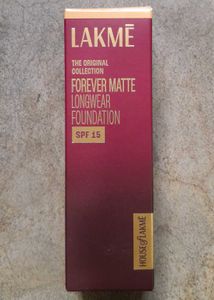 LAKMĒ
THE ORIGINAL
COLLECTION
FOREVER MATTE
LONGWEAR
FOUNDATION
SPF 15
HOUSE of LAKMĒ